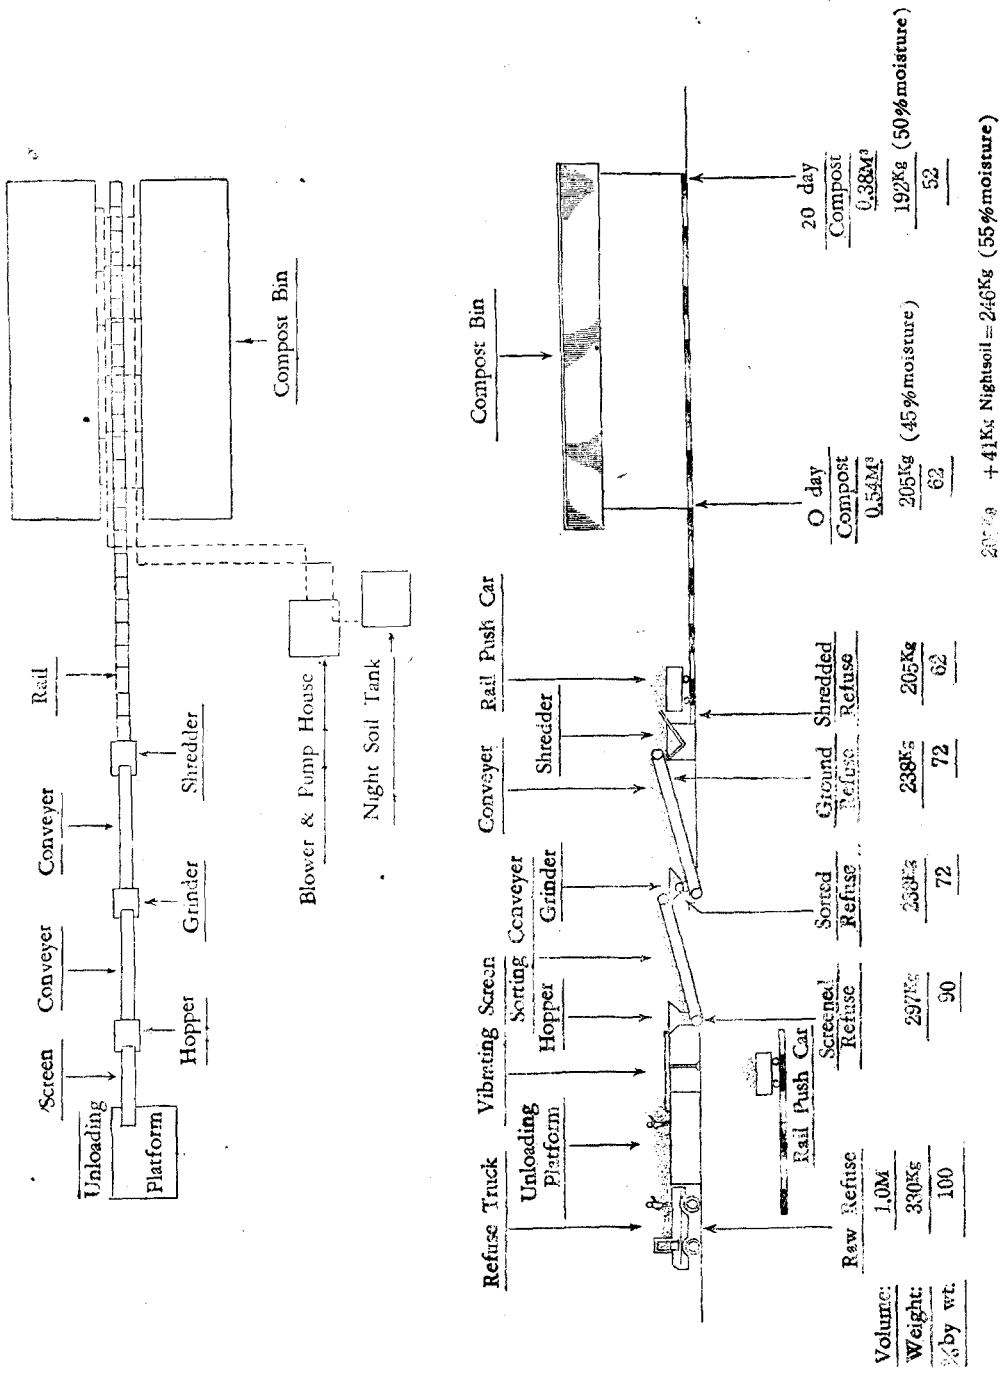 Unloading
Platform
Screen
Hopper
Conveyer
Grinder
Conveyer
Shredder
Rail
Blower & Pump House
Night Soil Tank
Compost Bin
Refuse Truck
Unloading
Platform
Vibrating Screen
Hopper
Sorting Conveyer
Grinder
Conveyer
Shredder
Rail Push Car
Compost Bin
Rail Push Car
Raw Refuse
Screened
Refuse
Sorted
Refuse
Ground
Refuse
Shredded
Refuse
O day
Compost
20 day
Compost
Volume: 1.0M 0.54M³ 0.38M³
Weight: 330Kg 297Kg 238Kg 238Kg 205Kg 205Kg (45%moisture) 192Kg (50%moisture)
%by wt. 100 90 72 72 62 62 52
+41Kg Nightsoil=246Kg (55%moisture)